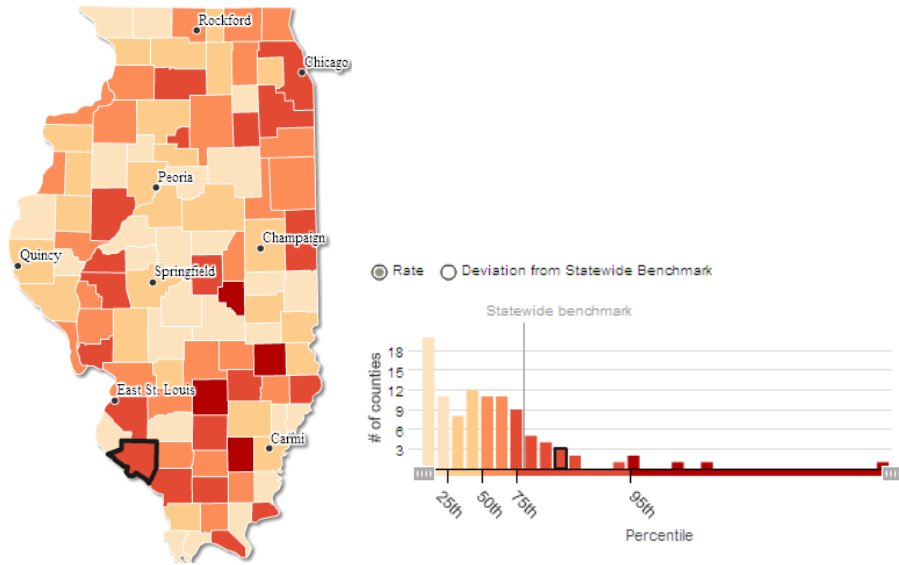 Rockford
Chicago
Peoria
Champaign
Quincy
Springfield
East St. Louis
Carmi
Rate
Deviation from Statewide Benchmark
Statewide benchmark
# of counties
18
15
12
9
6
3
25th
50th
75th
95th
Percentile